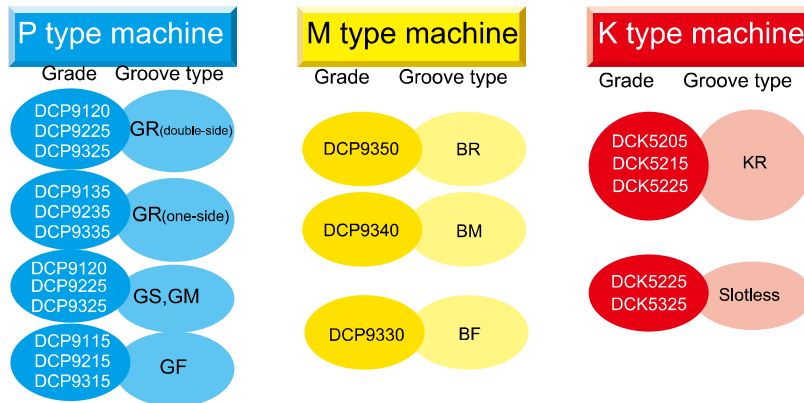 P type machine
Grade Groove type
DCP9120
DCP9225
DCP9325
GR(double-side)
DCP9135
DCP9235
DCP9335
GR(one-side)
DCP9120
DCP9225
DCP9325
GS,GM
DCP9115
DCP9215
DCP9315
GF
M type machine
Grade Groove type
DCP9350
BR
DCP9340
BM
DCP9330
BF
K type machine
Grade Groove type
DCK5205
DCK5215
DCK5225
KR
DCK5225
DCK5325
Slotless